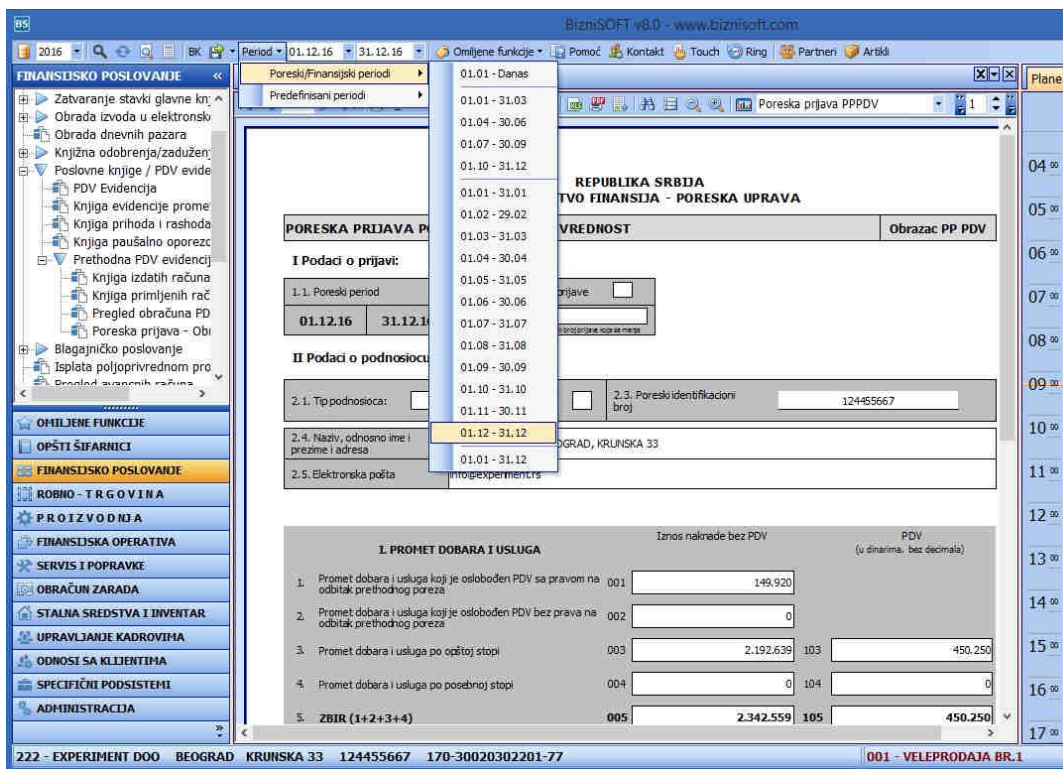 BS BizniSOFT v8.0 - www.biznisoft.com
2016 BK Period 01.12.16 31.12.16 Omiljene funkcije Pomoć Kontakt Touch Ring Partneri Artikli
FINANSIJSKO POSLOVANJE «
Zatvaranje stavki glavne knj
Obrada izvoda u elektronsk
Obrada dnevnih pazara
Knjižna odobrenja/zadužen
Poslovne knjige / PDV evide
PDV Evidencija
Knjiga evidencije prome
Knjiga prihoda i rashoda
Knjiga paušalno oporezo
Prethodna PDV evidencij
Knjiga izdatih računa
Knjiga primljenih rač
Pregled obračuna PD
Poreska prijava - Ob
Blagajničko poslovanje
Isplata poljoprivrednom pro
Pregled avansnih računa
OMILJENE FUNKCIJE
OPŠTI ŠIFARNICI
FINANSIJSKO POSLOVANJE
ROBNO - T R G O V I N A
P R O I Z V O D NJ A
FINANSIJSKA OPERATIVA
SERVIS I POPRAVKE
OBRAČUN ZARADA
STALNA SREDSTVA I INVENTAR
UPRAVLJANJE KADROVIMA
ODNOSI SA KLIJENTIMA
SPECIFIČNI PODSISTEMI
ADMINISTRACIJA
»
Poreski/Finansijski periodi
Predefinisani periodi
01.01 - Danas
01.01 - 31.03
01.04 - 30.06
01.07 - 30.09
01.10 - 31.12
01.01 - 31.01
01.02 - 29.02
01.03 - 31.03
01.04 - 30.04
01.05 - 31.05
01.06 - 30.06
01.07 - 31.07
01.08 - 31.08
01.09 - 30.09
01.10 - 31.10
01.11 - 30.11
01.12 - 31.12
01.01 - 31.12
Poreska prijava PPPDV 1
REPUBLIKA SRBIJA
TVO FINANSIJA - PORESKA UPRAVA
PORESKA PRIJAVA P VREDNOST Obrazac PP PDV
I Podaci o prijavi:
1.1. Poreski period prijave
01.12.16 31.12.1
broj prijave koja se menja
II Podaci o podnosiocu
2.1. Tip podnosioca: 2.3. Poreski identifikacioni broj 124455667
2.4. Naziv, odnosno ime i prezime i adresa OGRAD, KRUNSKA 33
2.5. Elektronska pošta info@experiment.rs
I. PROMET DOBARA I USLUGA Iznos naknade bez PDV PDV
(u dinarima, bez decimala)
1. Promet dobara i usluga koji je oslobođen PDV sa pravom na odbitak prethodnog poreza 001 149.920
2. Promet dobara i usluga koji je oslobođen PDV bez prava na odbitak prethodnog poreza 002 0
3. Promet dobara i usluga po opštoj stopi 003 2.192.639 103 450.250
4. Promet dobara i usluga po posebnoj stopi 004 0 104 0
5. ZBIR (1+2+3+4) 005 2.342.559 105 450.250
Plane
04 00
05 00
06 00
07 00
08 00
09 00
10 00
11 00
12 00
13 00
14 00
15 00
16 00
17 00
222 - EXPERIMENT DOO BEOGRAD KRUNSKA 33 124455667 170-30020302201-77 001 - VELEPRODAJA BR.1